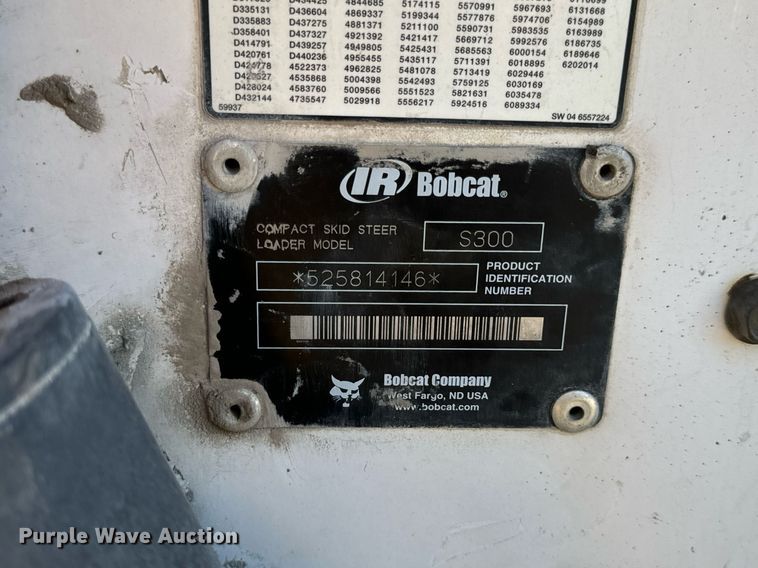 D335131 D436604 4869337 5199344 5577876 5974706 6154989
D335883 D437275 4881371 5211100 5590731 5983535 6163989
D358401 D437327 4921392 5421417 5669712 5992576 6186735
D414791 D439257 4949805 5425431 5685563 6000154 6189646
D420761 D440236 4955455 5435117 5711391 6018895 6202014
4522373 4962825 5481078 5713419 6029446
4535868 5004398 5542493 5759125 6030169
D428024 4583760 5009566 5551523 5821631 6035478
D432144 4735547 5029918 5556217 5924516 6089334
59937 SW 04 6557224
IR Bobcat®
COMPACT SKID STEER
LOADER MODEL
S300
*525814146*
PRODUCT
IDENTIFICATION
NUMBER
Bobcat Company
West Fargo, ND USA
www.bobcat.com
Purple Wave Auction